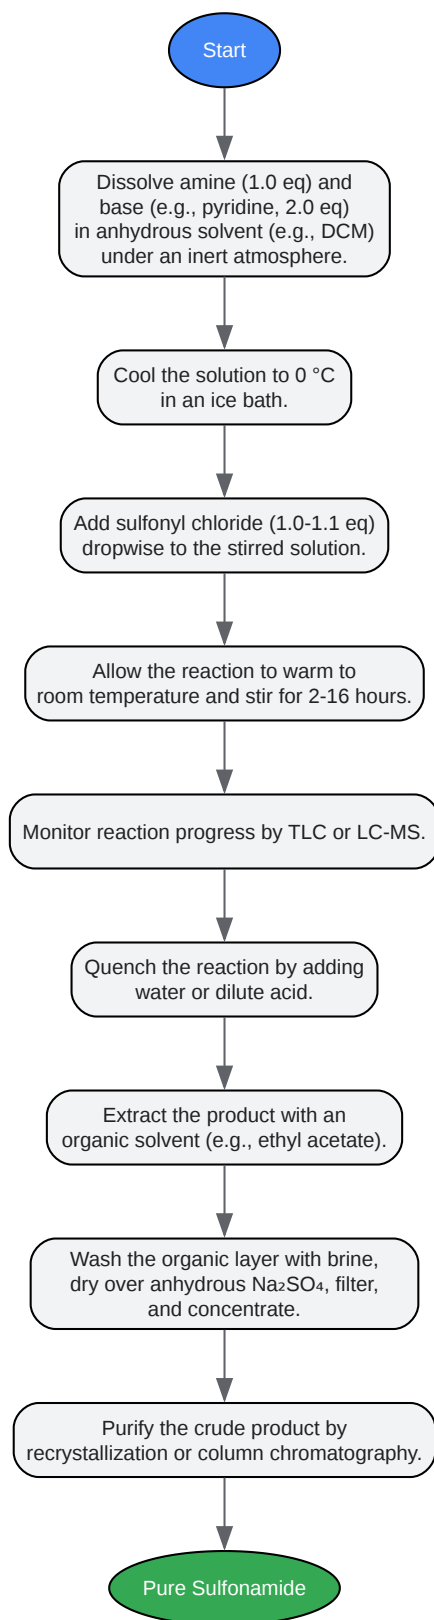 Start
Dissolve amine (1.0 eq) and
base (e.g., pyridine, 2.0 eq)
in anhydrous solvent (e.g., DCM)
under an inert atmosphere.
Cool the solution to 0 °C
in an ice bath.
Add sulfonyl chloride (1.0-1.1 eq)
dropwise to the stirred solution.
Allow the reaction to warm to
room temperature and stir for 2-16 hours.
Monitor reaction progress by TLC or LC-MS.
Quench the reaction by adding
water or dilute acid.
Extract the product with an
organic solvent (e.g., ethyl acetate).
Wash the organic layer with brine,
dry over anhydrous Na₂SO₄, filter,
and concentrate.
Purify the crude product by
recrystallization or column chromatography.
Pure Sulfonamide